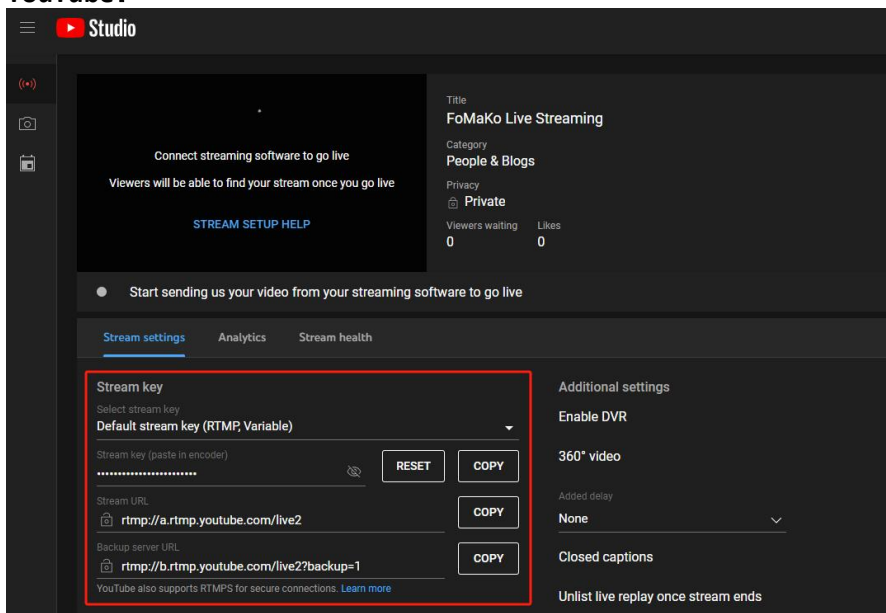 YouTube:
Studio
Connect streaming software to go live
Viewers will be able to find your stream once you go live
STREAM SETUP HELP
Title
FoMaKo Live Streaming
Category
People & Blogs
Privacy
Private
Viewers waiting Likes
0 0
Start sending us your video from your streaming software to go live
Stream settings Analytics Stream health
Stream key
Select stream key
Default stream key (RTMP, Variable)
Stream key (paste in encoder)
••••••••••••••••••••••••
RESET COPY
Stream URL
rtmp://a.rtmp.youtube.com/live2
COPY
Backup server URL
rtmp://b.rtmp.youtube.com/live2?backup=1
COPY
YouTube also supports RTMPS for secure connections. Learn more
Additional settings
Enable DVR
360° video
Added delay
None
Closed captions
Unlist live replay once stream ends